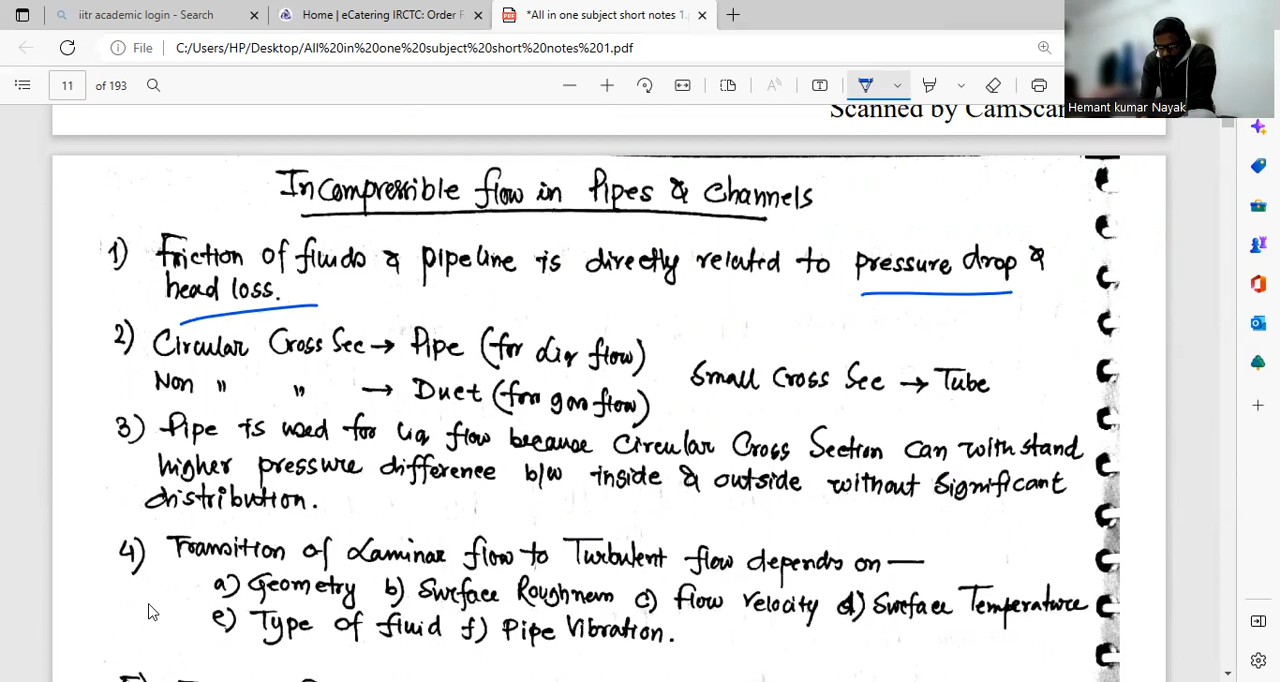 iitr academic login - Search
Home | eCatering IRCTC: Order F
*All in one subject short notes 1.p
File
C:/Users/HP/Desktop/All%20in%20one%20subject%20short%20notes%201.pdf
11 of 193
Hemant kumar Nayak
Scanned by CamScan
Incompressible flow in Pipes & Channels
1) Friction of fluids & pipeline is directly related to pressure drop &
head loss.
2) Circular Cross Sec → Pipe (for liq flow)
Non " " → Duct (for gas flow)
Small Cross Sec → Tube
3) Pipe is used for liq flow because Circular Cross Section can withstand
higher pressure difference b/w inside & outside without significant
distribution.
4) Transition of Laminar flow to Turbulent flow depends on —
a) Geometry b) Surface Roughness c) flow velocity d) Surface Temperature
e) Type of fluid f) Pipe Vibration.